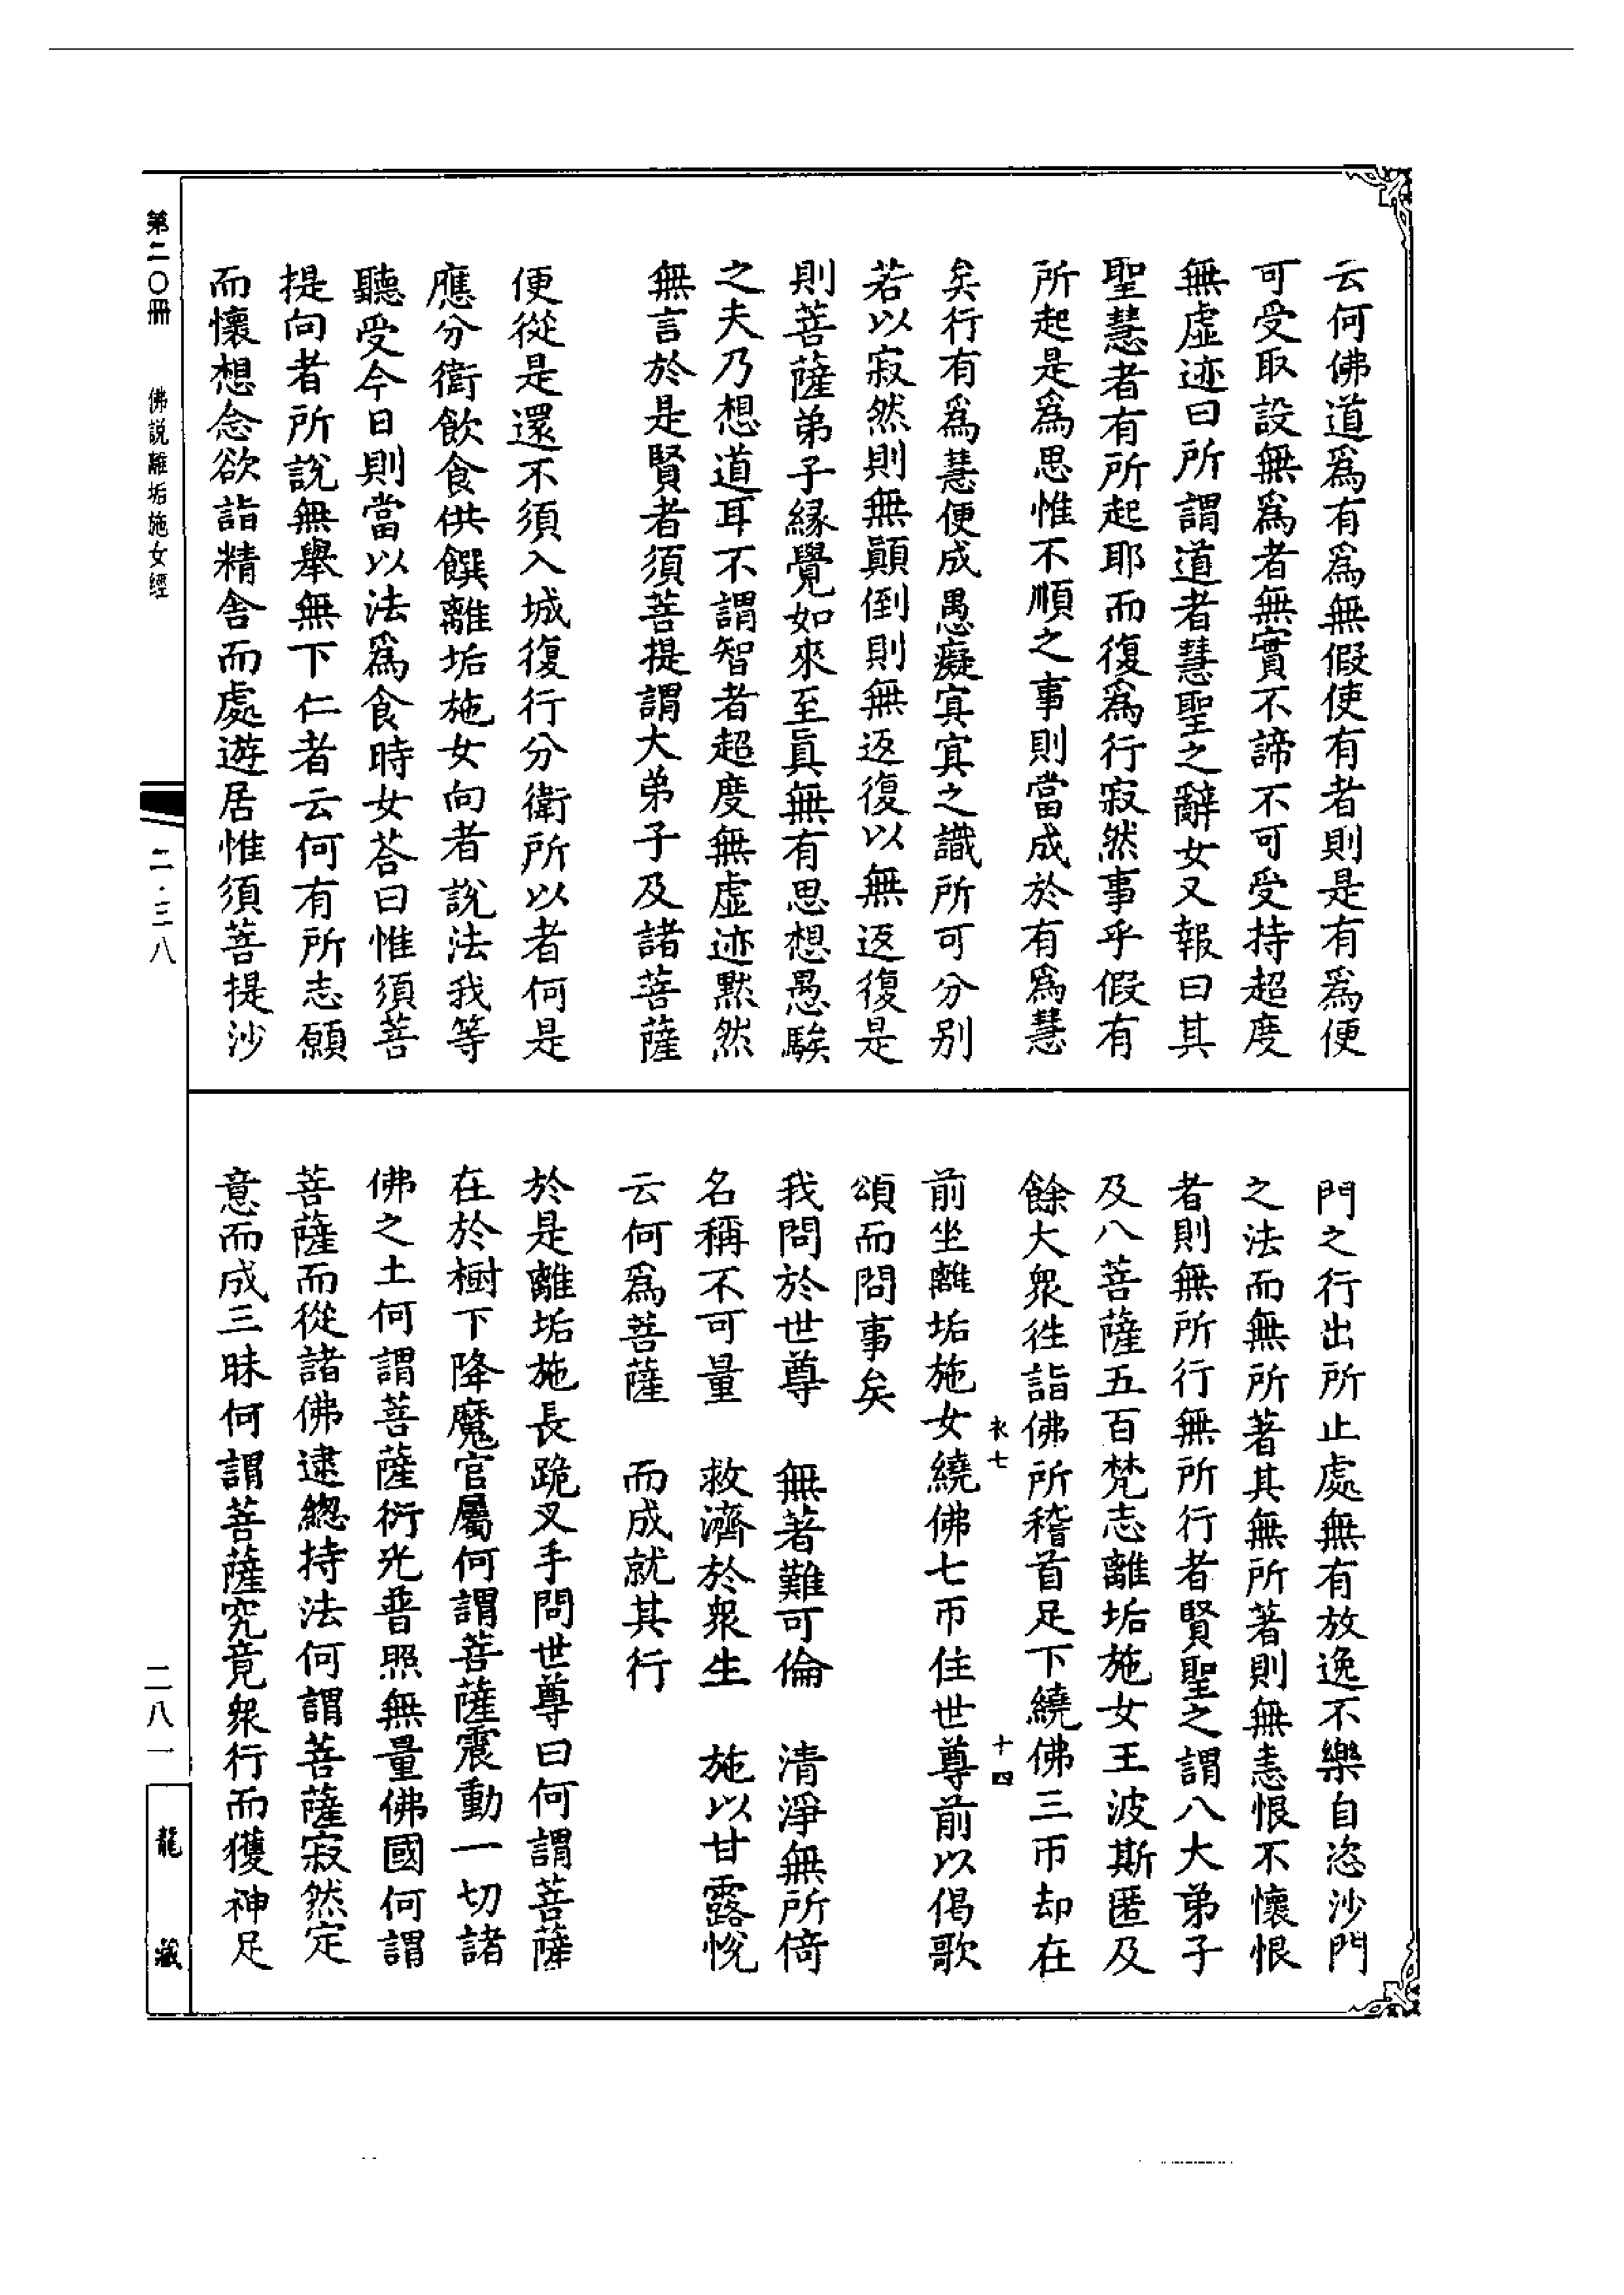 云何佛道爲有爲無假使有者則是有爲便
可受取設無爲者無實不諦不可受持超度
無虛迹曰所謂道者慧聖之辭女又報曰其
聖慧者有所起耶而復爲行寂然事乎假有
所起是爲思惟不順之事則當成於有爲慧
矣行有爲慧便成愚癡寘寘之識所可分別
若以寂然則無顚倒則無返復以無返復是
則菩薩弟子緣覺如來至眞無有思想愚騃
之夫乃想道耳不謂智者超度無虛迹默然
無言於是賢者須菩提謂大弟子及諸菩薩
便從是還不須入城復行分衛所以者何是
應分衛飲食供饌離垢施女向者說法我等
聽受今日則當以法爲食時女荅曰惟須菩
提向者所說無舉無下仁者云何有所志願
而懷想念欲詣精舍而處遊居惟須菩提沙
門之行出所止處無有放逸不樂自恣沙門
之法而無所著其無所著則無恚恨不懷恨
者則無所行無所行者賢聖之謂八大弟子
及八菩薩五百梵志離垢施女王波斯匿及
餘大衆徃詣佛所稽首足下繞佛三帀却在
衣七 十四
前坐離垢施女繞佛七帀住世尊前以偈歌
頌而問事矣
我問於世尊 無著難可倫 清淨無所倚
名稱不可量 救濟於衆生 施以甘露悅
云何爲菩薩 而成就其行
於是離垢施長跪叉手問世尊曰何謂菩薩
在於樹下降魔官屬何謂菩薩震動一切諸
佛之土何謂菩薩衍光普照無量佛國何謂
菩薩而從諸佛逮總持法何謂菩薩寂然定
意而成三昧何謂菩薩究竟衆行而獲神足
第二〇冊 佛説離垢施女經
二·三八
二八一
龍藏